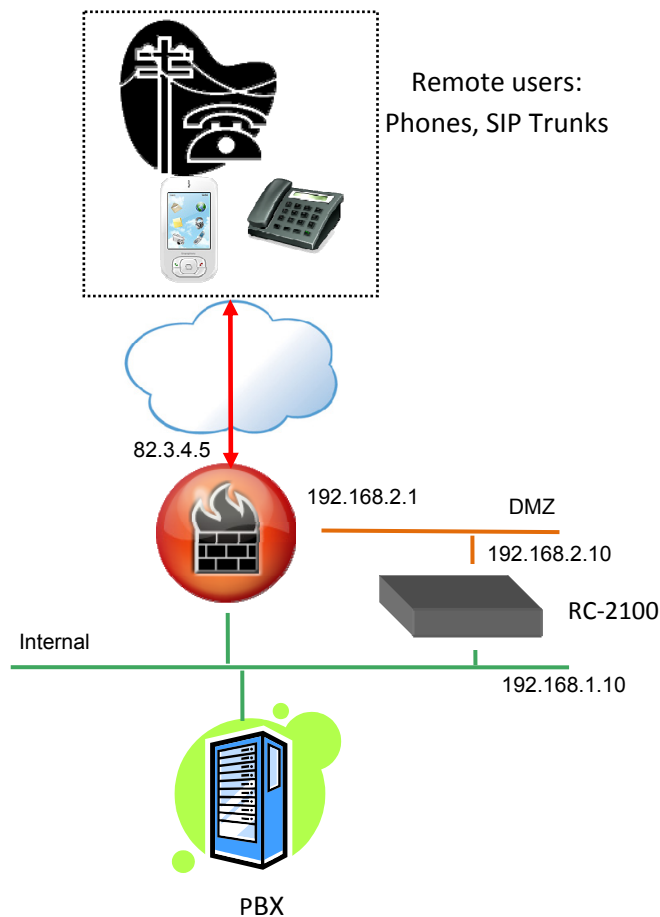 Remote users:
Phones, SIP Trunks
82.3.4.5
192.168.2.1
DMZ
192.168.2.10
RC-2100
Internal
192.168.1.10
PBX